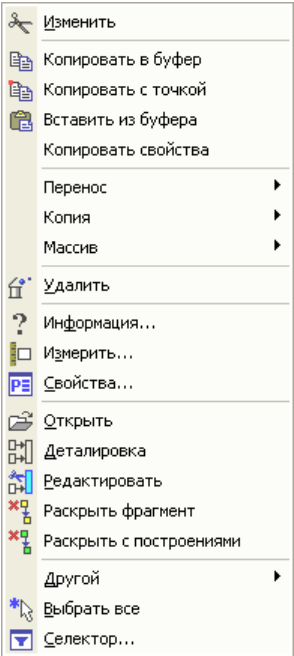 Изменить
Копировать в буфер
Копировать с точкой
Вставить из буфера
Копировать свойства
Перенос
Копия
Массив
Удалить
Информация...
Измерить...
Свойства...
Открыть
Деталировка
Редактировать
Раскрыть фрагмент
Раскрыть с построениями
Другой
Выбрать все
Селектор...